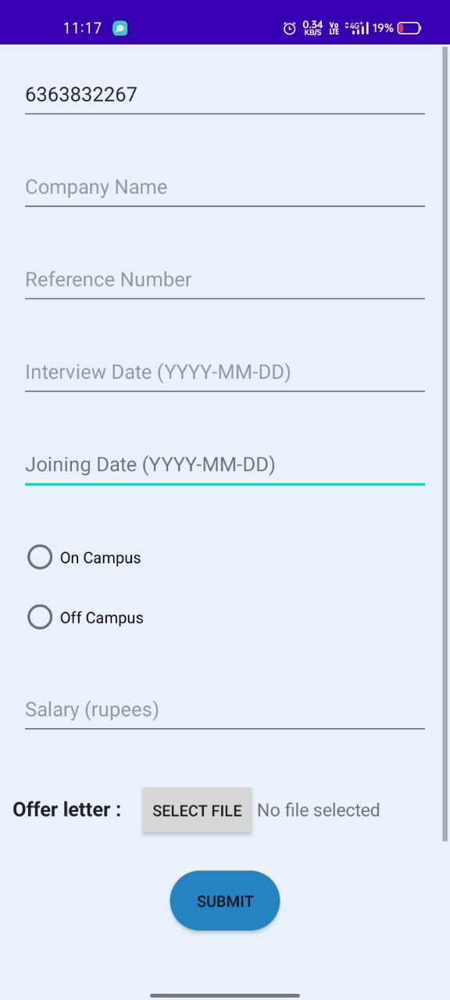 11:17 0.34 KB/S Vo LTE 4G+ 19%
6363832267
Company Name
Reference Number
Interview Date (YYYY-MM-DD)
Joining Date (YYYY-MM-DD)
On Campus
Off Campus
Salary (rupees)
Offer letter : SELECT FILE No file selected
SUBMIT